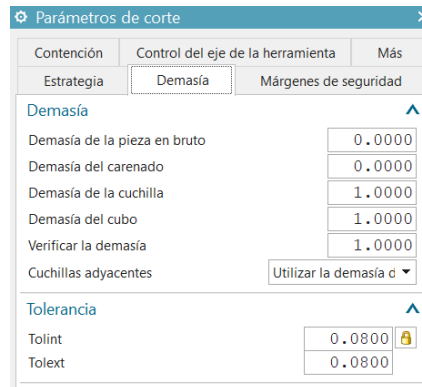 Parámetros de corte
Contención Control del eje de la herramienta Más
Estrategia Demasía Márgenes de seguridad
Demasía
Demasía de la pieza en bruto 0.0000
Demasía del carenado 0.0000
Demasía de la cuchilla 1.0000
Demasía del cubo 1.0000
Verificar la demasía 1.0000
Cuchillas adyacentes Utilizar la demasía d
Tolerancia
Tolint 0.0800
Tolext 0.0800